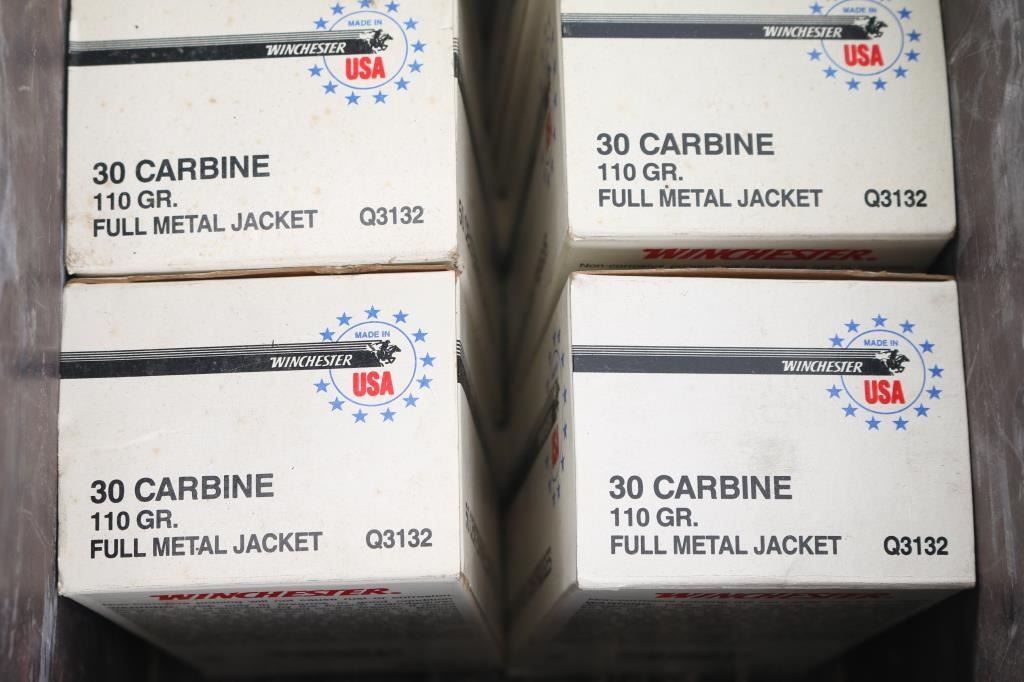 MADE IN
WINCHESTER
USA
30 CARBINE
110 GR.
FULL METAL JACKET Q3132
MADE IN
WINCHESTER
USA
30 CARBINE
110 GR.
FULL METAL JACKET Q3132
WINCHESTER
MADE IN
WINCHESTER
USA
30 CARBINE
110 GR.
FULL METAL JACKET Q3132
WINCHESTER
MADE IN
WINCHESTER
USA
30 CARBINE
110 GR.
FULL METAL JACKET Q3132
WINCHESTER